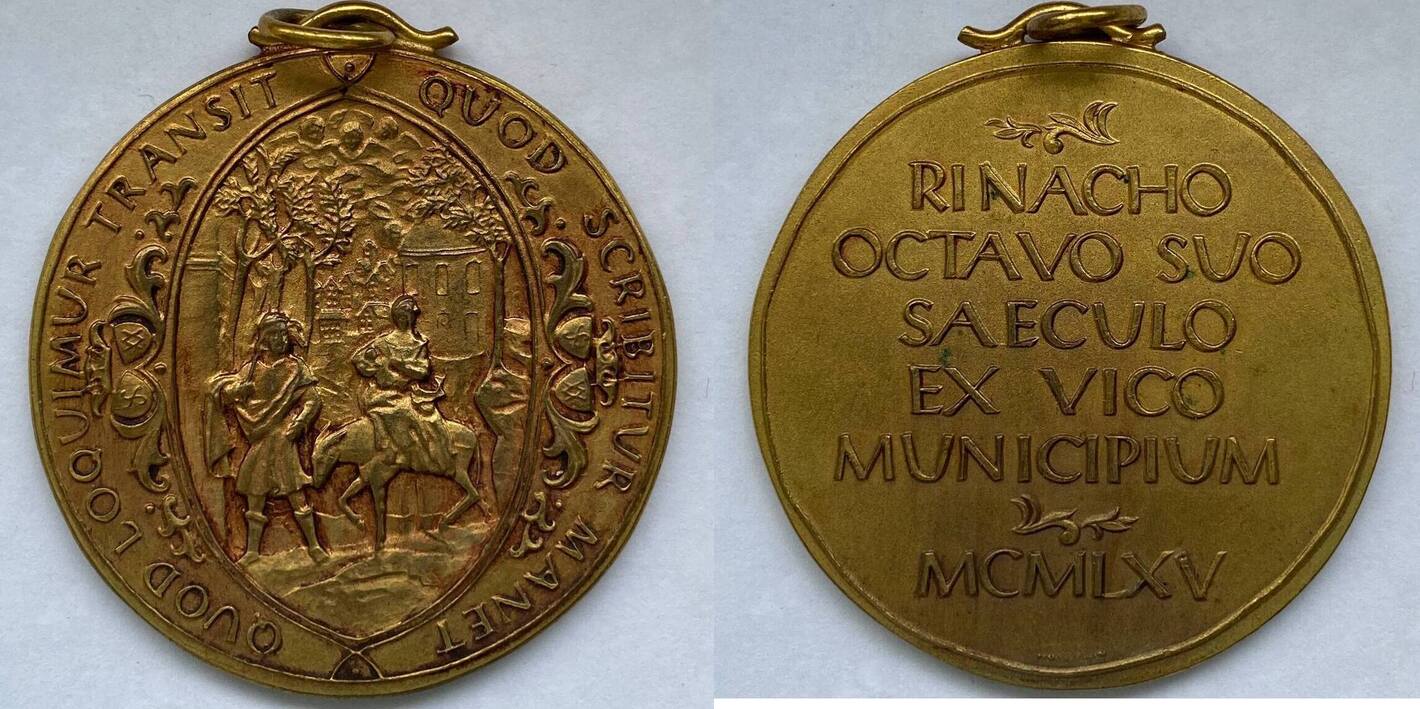 QUOD LOQUIMUR TRANSIT QUOD SCRIBITUR MANET
RINACHO
OCTAVO SUO
SAECULO
EX VICO
MUNICIPIUM
MCMLXV